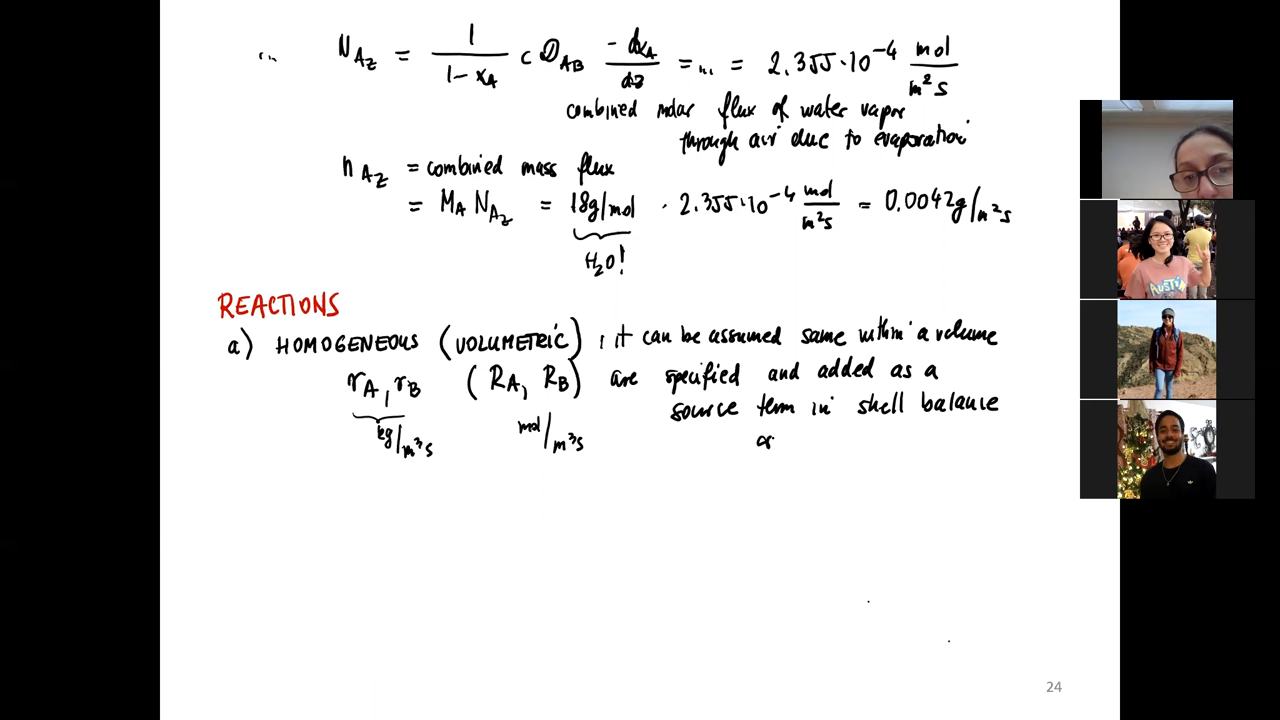 ... N_Az = 1/(1-x_A) c D_AB -dx_A/dz = ... = 2.355·10^-4 mol/m²s
combined molar flux of water vapor
through air due to evaporation
n_Az = combined mass flux
= M_A N_Az = 18g/mol · 2.355·10^-4 mol/m²s = 0.0042g/m²s
H₂O!
REACTIONS
a) HOMOGENEOUS (VOLUMETRIC) : it can be assumed same within a volume
r_A, r_B (R_A, R_B) are specified and added as a
source term in shell balance
kg/m³s mol/m³s or
AUSTIN
24